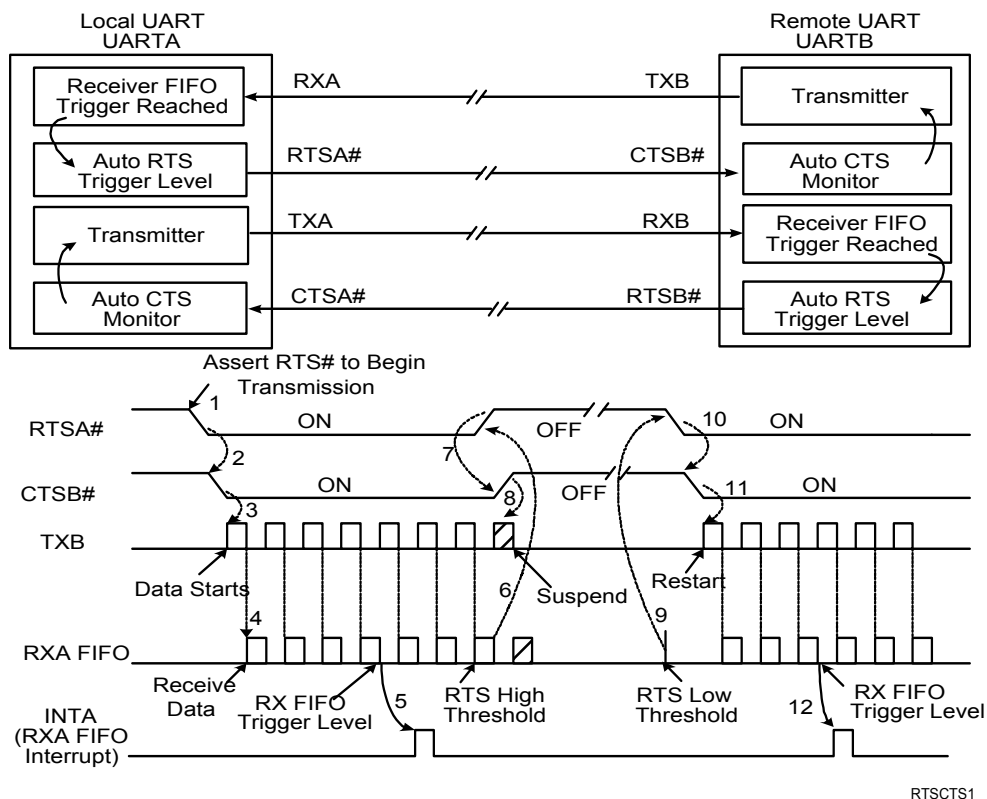 Local UART
UARTA
Remote UART
UARTB
Receiver FIFO
Trigger Reached
RXA
TXB
Transmitter
Auto RTS
Trigger Level
RTSA#
CTSB#
Auto CTS
Monitor
Transmitter
TXA
RXB
Receiver FIFO
Trigger Reached
Auto CTS
Monitor
CTSA#
RTSB#
Auto RTS
Trigger Level
Assert RTS# to Begin
Transmission
RTSA#
1
ON
7
OFF
10
ON
2
CTSB#
ON
8
OFF
11
ON
3
TXB
Data Starts
6
Suspend
Restart
4
9
RXA FIFO
Receive
Data
RX FIFO
Trigger Level
5
RTS High
Threshold
RTS Low
Threshold
12
RX FIFO
Trigger Level
INTA
(RXA FIFO
Interrupt)
RTSCTS1